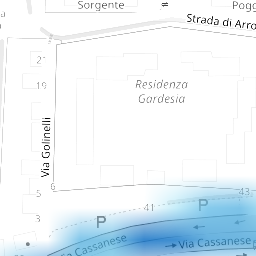 Sorgente
Pogg
Strada di Arro
21
19
Residenza
Gardesia
Via Golinelli
6
5
3
43
41
P
P
Via Cassanese
Via Cassanese